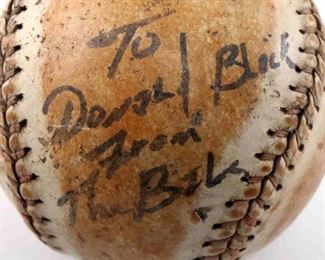 To
Donald Black
From
The Babe